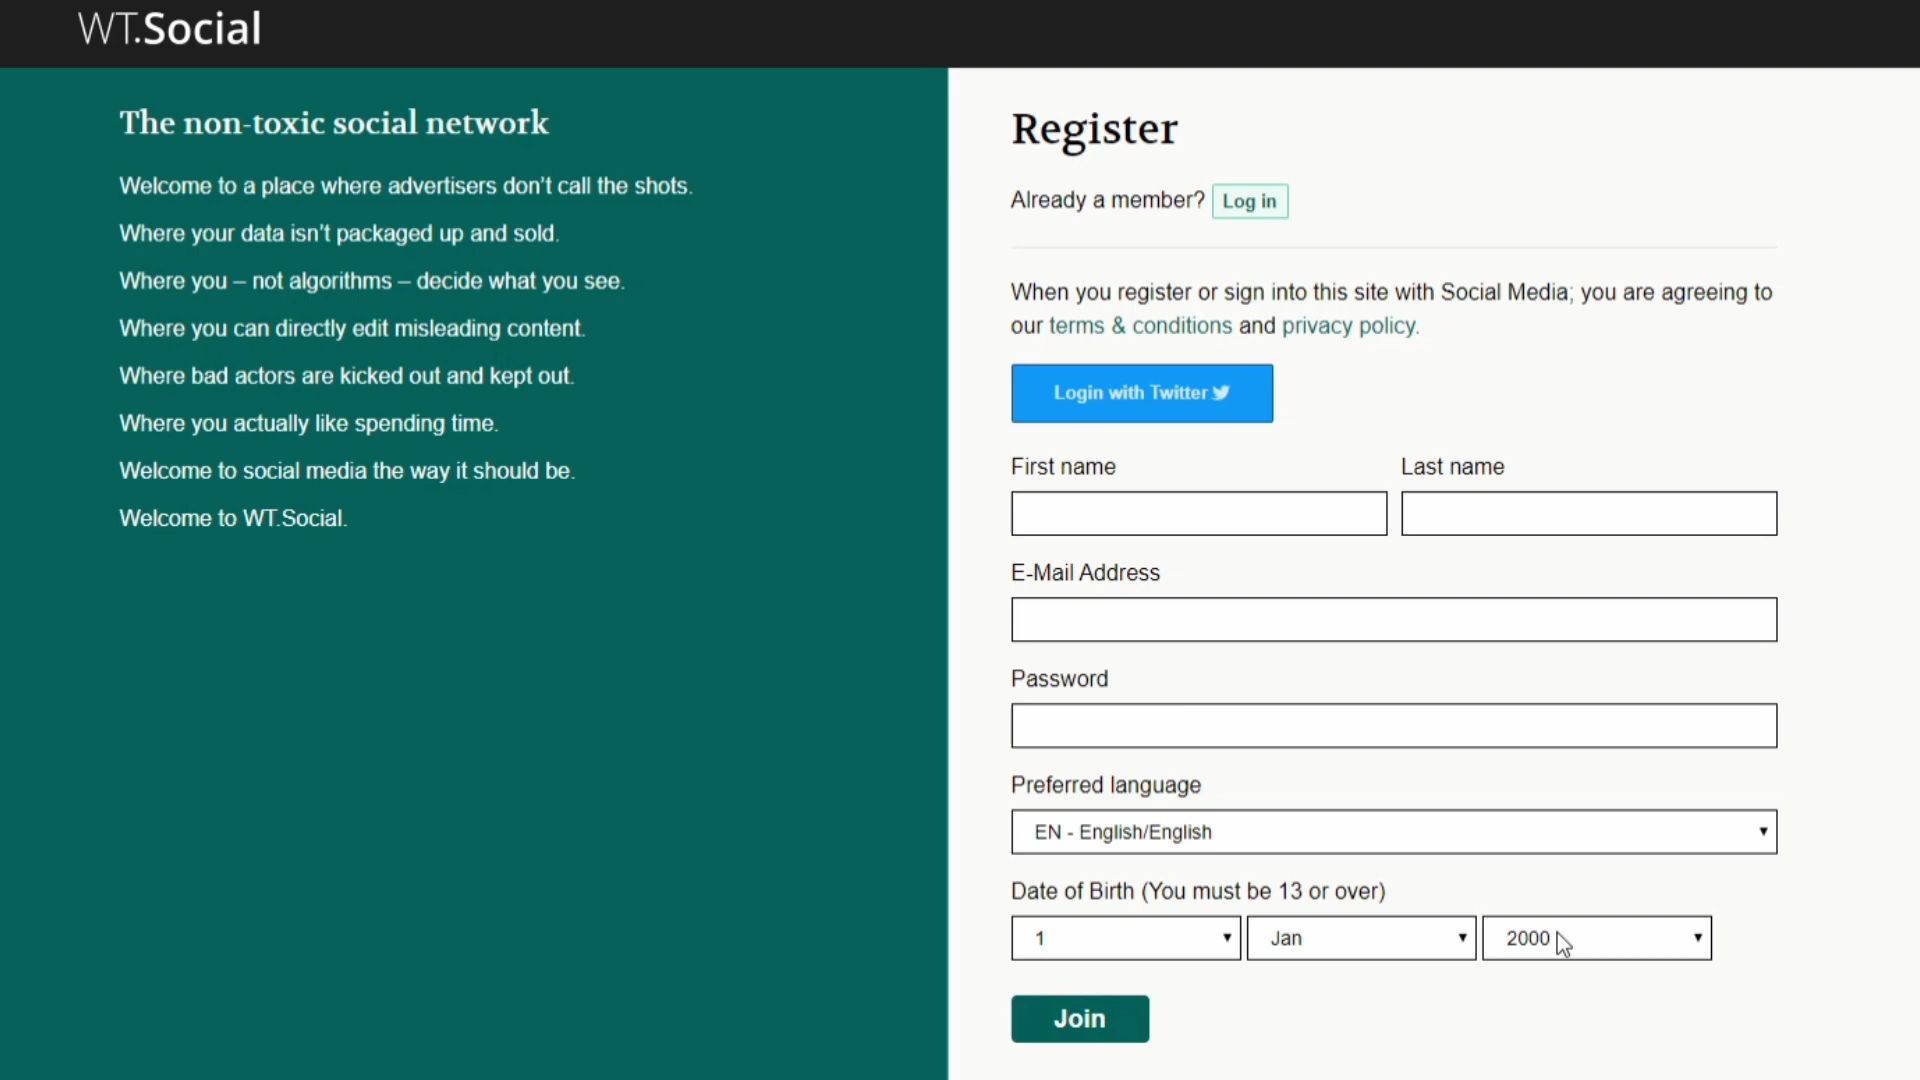 WT.Social
The non-toxic social network
Welcome to a place where advertisers don't call the shots.
Where your data isn't packaged up and sold.
Where you – not algorithms – decide what you see.
Where you can directly edit misleading content.
Where bad actors are kicked out and kept out.
Where you actually like spending time.
Welcome to social media the way it should be.
Welcome to WT.Social.
Register
Already a member? Log in
When you register or sign into this site with Social Media; you are agreeing to
our terms & conditions and privacy policy.
Login with Twitter
First name Last name
E-Mail Address
Password
Preferred language
EN - English/English
Date of Birth (You must be 13 or over)
1 Jan 2000
Join